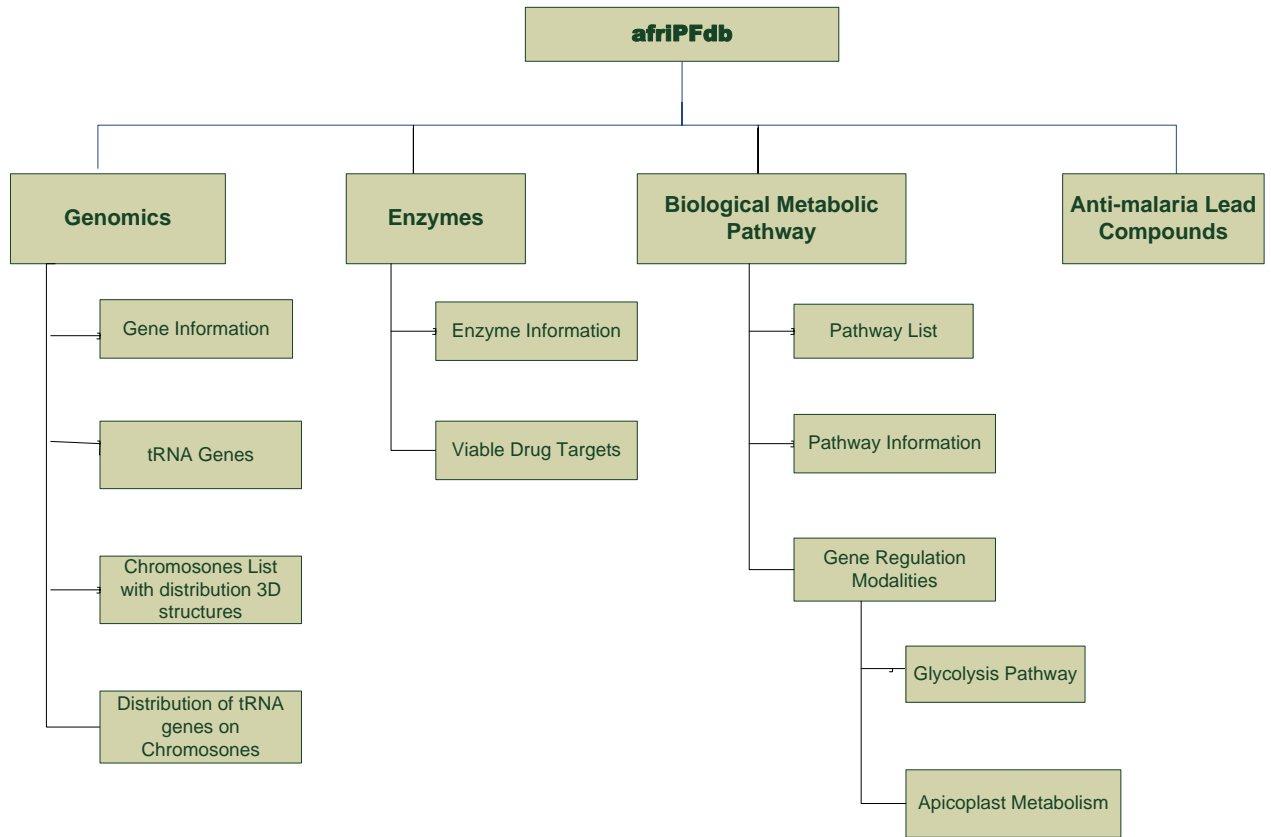 afriPFdb
Genomics
Enzymes
Biological Metabolic
Pathway
Anti-malaria Lead
Compounds
Gene Information
tRNA Genes
Chromosones List
with distribution 3D
structures
Distribution of tRNA
genes on
Chromosones
Enzyme Information
Viable Drug Targets
Pathway List
Pathway Information
Gene Regulation
Modalities
Glycolysis Pathway
Apicoplast Metabolism